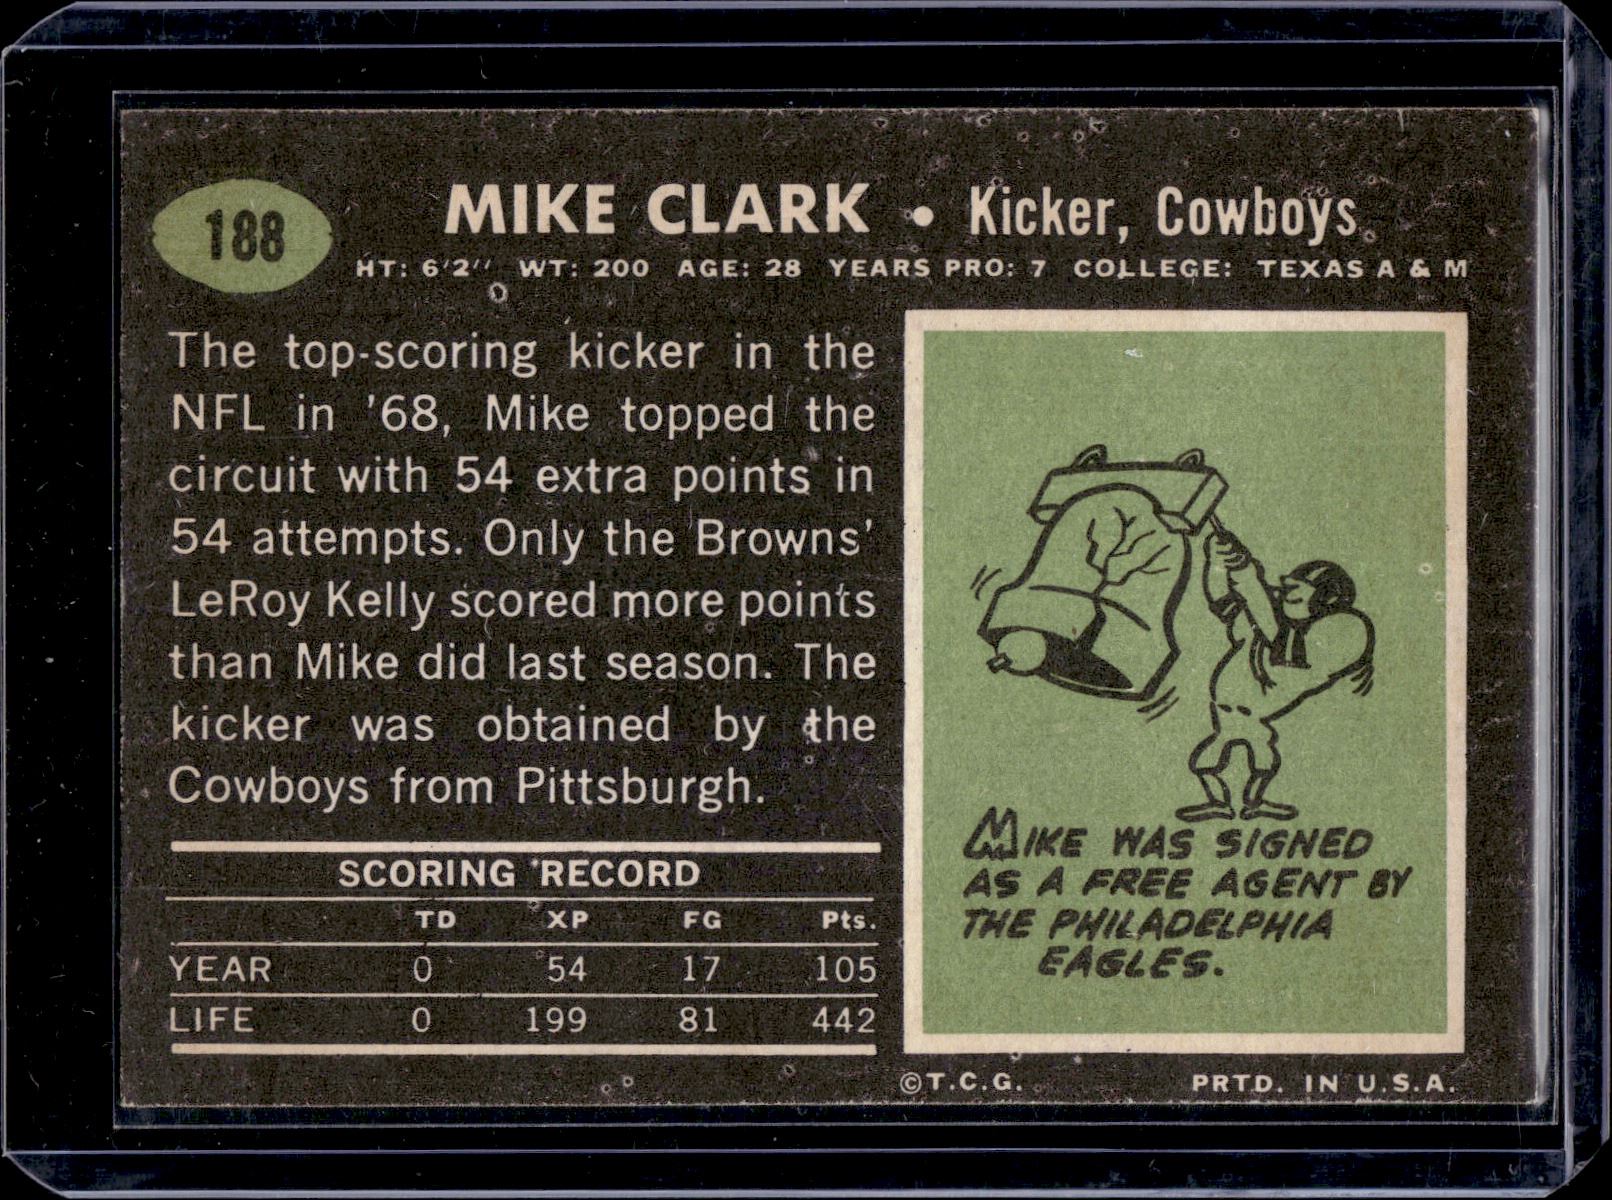 188
MIKE CLARK • Kicker, Cowboys
HT: 6'2'' WT: 200 AGE: 28 YEARS PRO: 7 COLLEGE: TEXAS A & M
The top-scoring kicker in the
NFL in '68, Mike topped the
circuit with 54 extra points in
54 attempts. Only the Browns'
LeRoy Kelly scored more points
than Mike did last season. The
kicker was obtained by the
Cowboys from Pittsburgh.
SCORING RECORD
TD XP FG Pts.
YEAR 0 54 17 105
LIFE 0 199 81 442
MIKE WAS SIGNED
AS A FREE AGENT BY
THE PHILADELPHIA
EAGLES.
©T.C.G. PRTD. IN U.S.A.